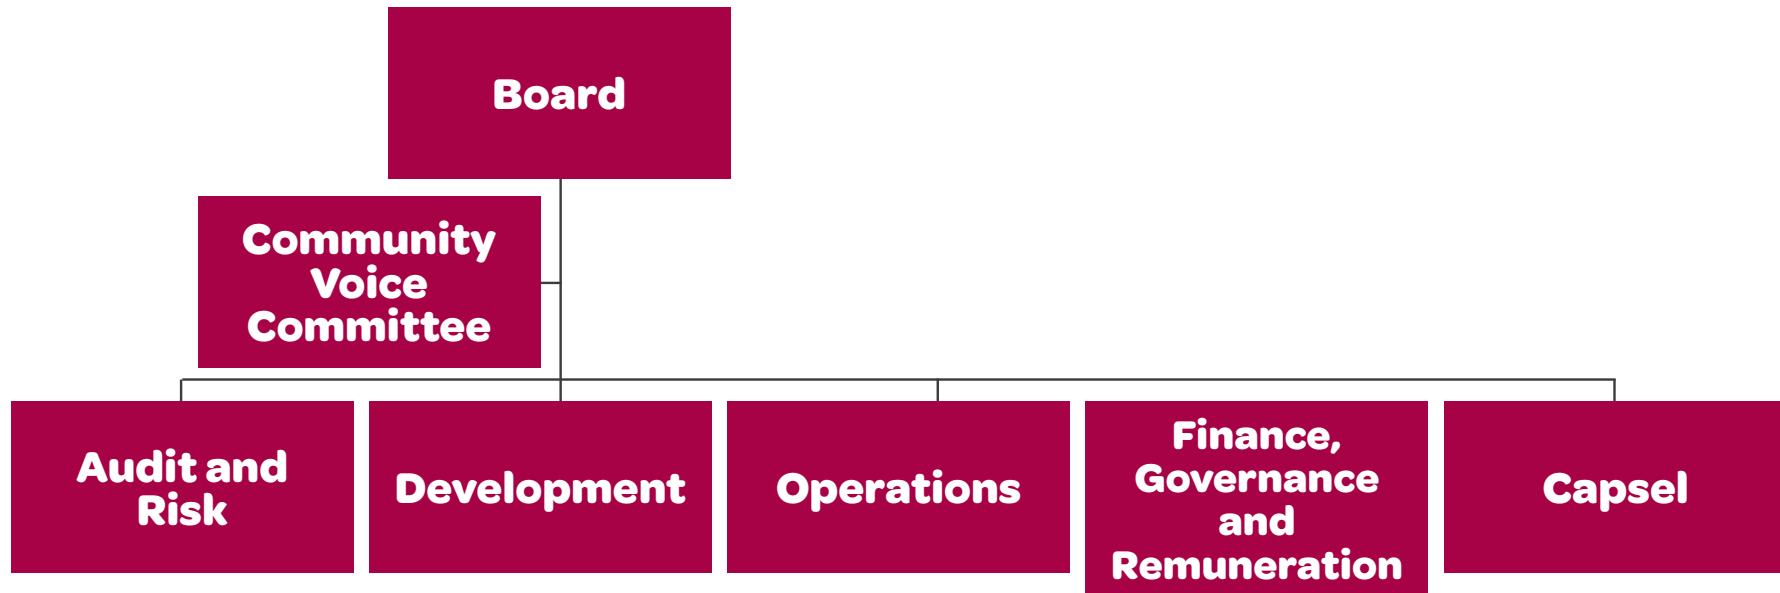 Board
Community
Voice
Committee
Audit and
Risk
Development
Operations
Finance,
Governance
and
Remuneration
Capsel